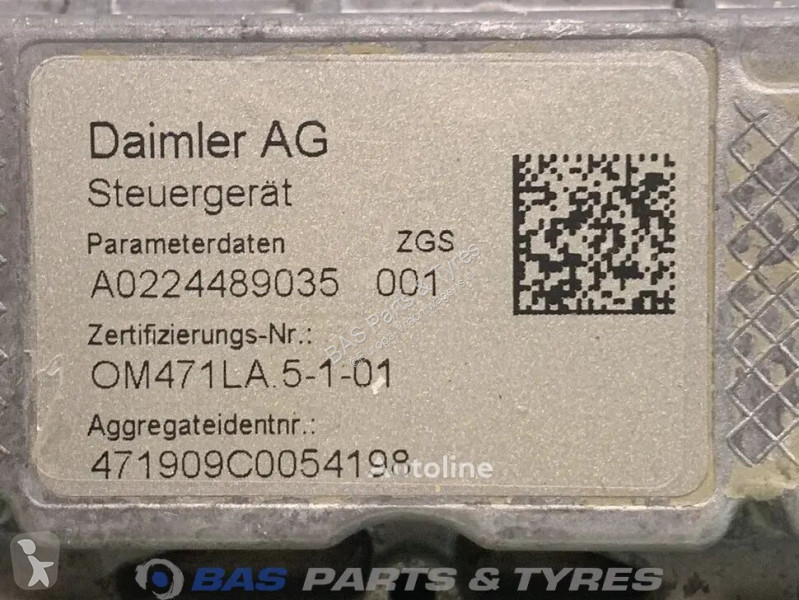 Daimler AG
Steuergerät
Parameterdaten ZGS
A0224489035 001
Zertifizierungs-Nr.:
OM471LA.5-1-01
Aggregateidentnr.:
471909C0054198
Autoline
BAS PARTS & TYRES